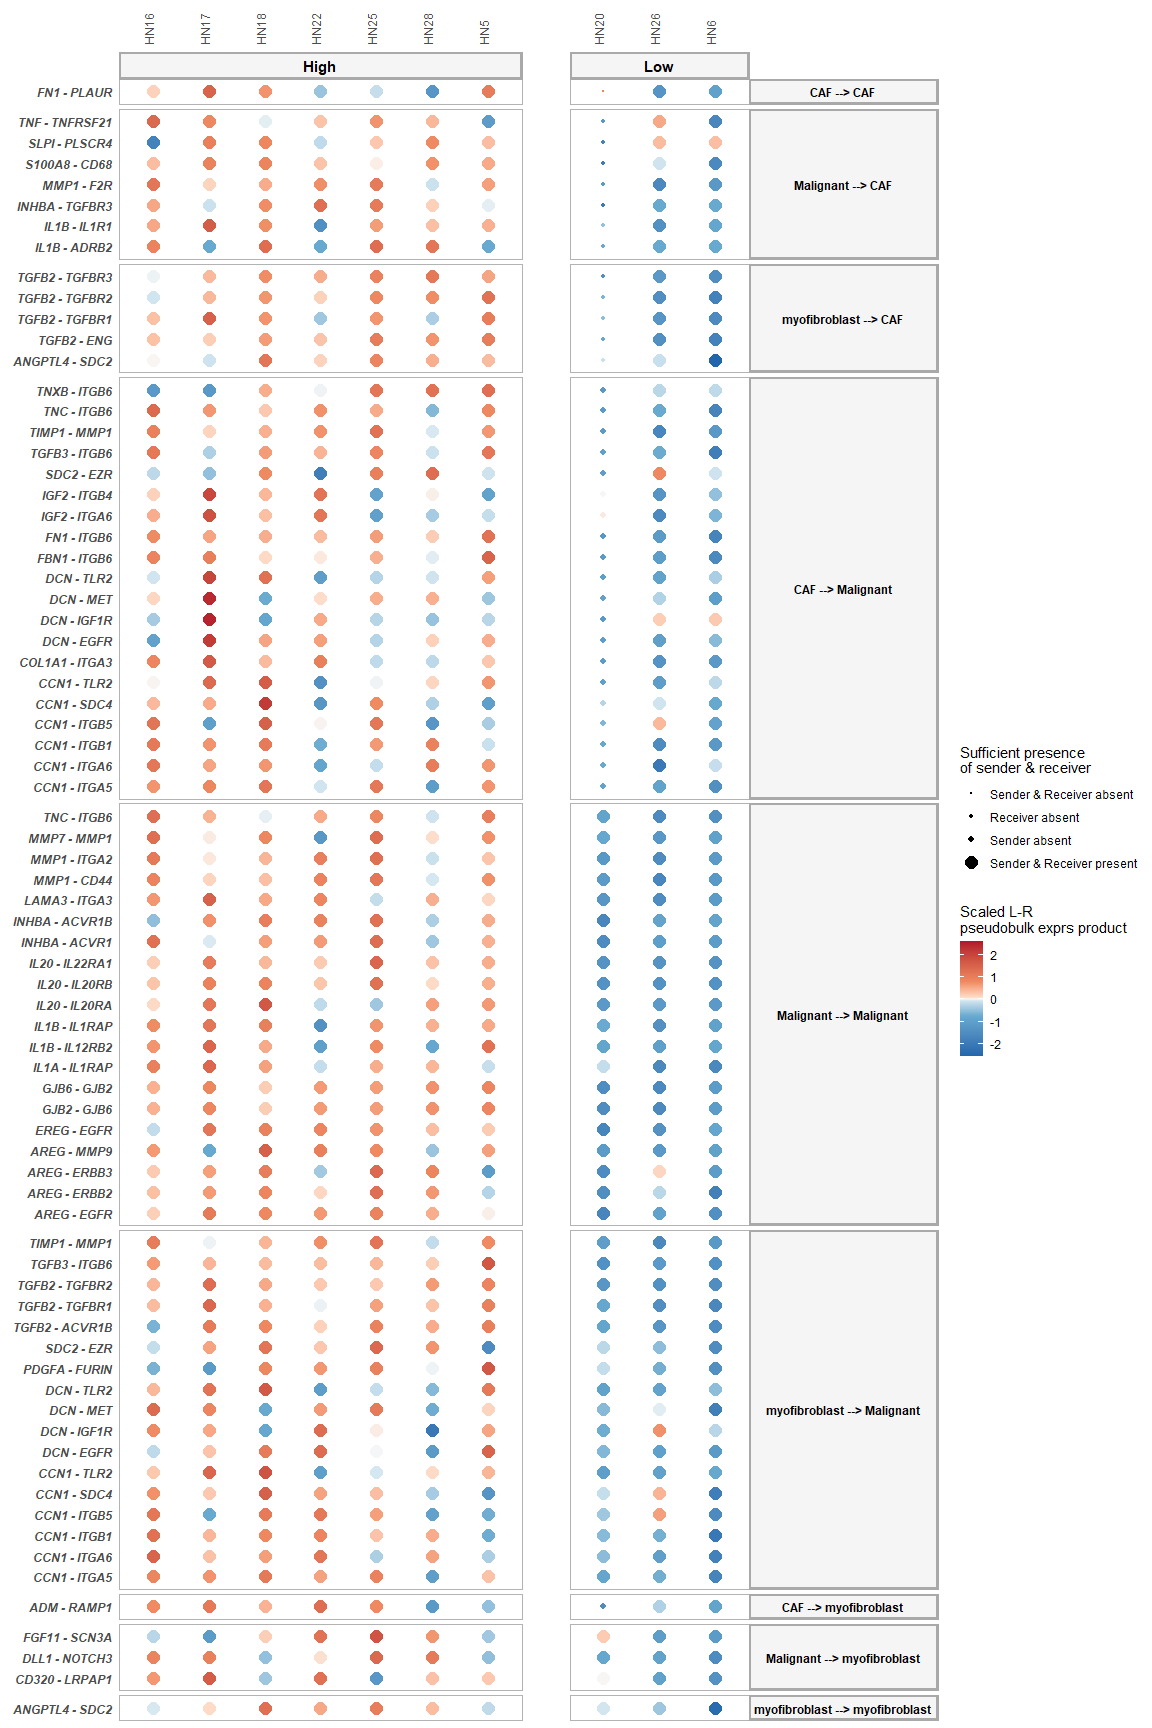 HN16
HN17
HN18
HN22
HN25
HN28
HN5
HN20
HN26
HN6
High
Low
FN1 - PLAUR
CAF --> CAF
TNF - TNFRSF21
SLPI - PLSCR4
S100A8 - CD68
MMP1 - F2R
INHBA - TGFBR3
IL1B - IL1R1
IL1B - ADRB2
Malignant --> CAF
TGFB2 - TGFBR3
TGFB2 - TGFBR2
TGFB2 - TGFBR1
TGFB2 - ENG
ANGPTL4 - SDC2
myofibroblast --> CAF
TNXB - ITGB6
TNC - ITGB6
TIMP1 - MMP1
TGFB3 - ITGB6
SDC2 - EZR
IGF2 - ITGB4
IGF2 - ITGA6
FN1 - ITGB6
FBN1 - ITGB6
DCN - TLR2
DCN - MET
DCN - IGF1R
DCN - EGFR
COL1A1 - ITGA3
CCN1 - TLR2
CCN1 - SDC4
CCN1 - ITGB5
CCN1 - ITGB1
CCN1 - ITGA6
CCN1 - ITGA5
CAF --> Malignant
TNC - ITGB6
MMP7 - MMP1
MMP1 - ITGA2
MMP1 - CD44
LAMA3 - ITGA3
INHBA - ACVR1B
INHBA - ACVR1
IL20 - IL22RA1
IL20 - IL20RB
IL20 - IL20RA
IL1B - IL1RAP
IL1B - IL12RB2
IL1A - IL1RAP
GJB6 - GJB2
GJB2 - GJB6
EREG - EGFR
AREG - MMP9
AREG - ERBB3
AREG - ERBB2
AREG - EGFR
Malignant --> Malignant
TIMP1 - MMP1
TGFB3 - ITGB6
TGFB2 - TGFBR2
TGFB2 - TGFBR1
TGFB2 - ACVR1B
SDC2 - EZR
PDGFA - FURIN
DCN - TLR2
DCN - MET
DCN - IGF1R
DCN - EGFR
CCN1 - TLR2
CCN1 - SDC4
CCN1 - ITGB5
CCN1 - ITGB1
CCN1 - ITGA6
CCN1 - ITGA5
myofibroblast --> Malignant
ADM - RAMP1
CAF --> myofibroblast
FGF11 - SCN3A
DLL1 - NOTCH3
CD320 - LRPAP1
Malignant --> myofibroblast
ANGPTL4 - SDC2
myofibroblast --> myofibroblast
Sufficient presence
of sender & receiver
Sender & Receiver absent
Receiver absent
Sender absent
Sender & Receiver present
Scaled L-R
pseudobulk exprs product
2
1
0
-1
-2